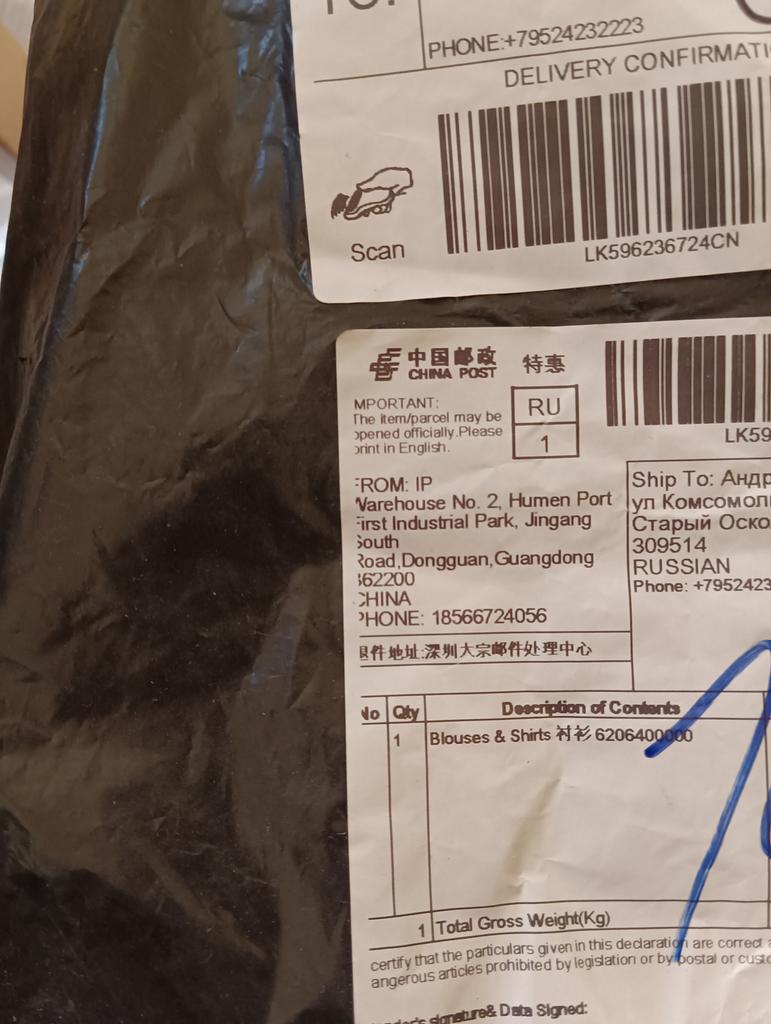 PHONE:+79524232223
DELIVERY CONFIRMATI
Scan
LK596236724CN
中国邮政 特惠
CHINA POST
MPORTANT:
The item/parcel may be
opened officially.Please
print in English.
RU
1
LK59
FROM: IP
Warehouse No. 2, Humen Port
First Industrial Park, Jingang
South
Road,Dongguan,Guangdong
362200
CHINA
PHONE: 18566724056
Ship To: Андр
ул Комсомол
Старый Оско
309514
RUSSIAN
Phone: +7952423
退件地址:深圳大宗邮件处理中心
No Qty Description of Contents
1 Blouses & Shirts 衬衫 6206400000
1 Total Gross Weight(Kg)
certify that the particulars given in this declaration are correct a
angerous articles prohibited by legislation or by postal or custo
der's signature& Data Signed: